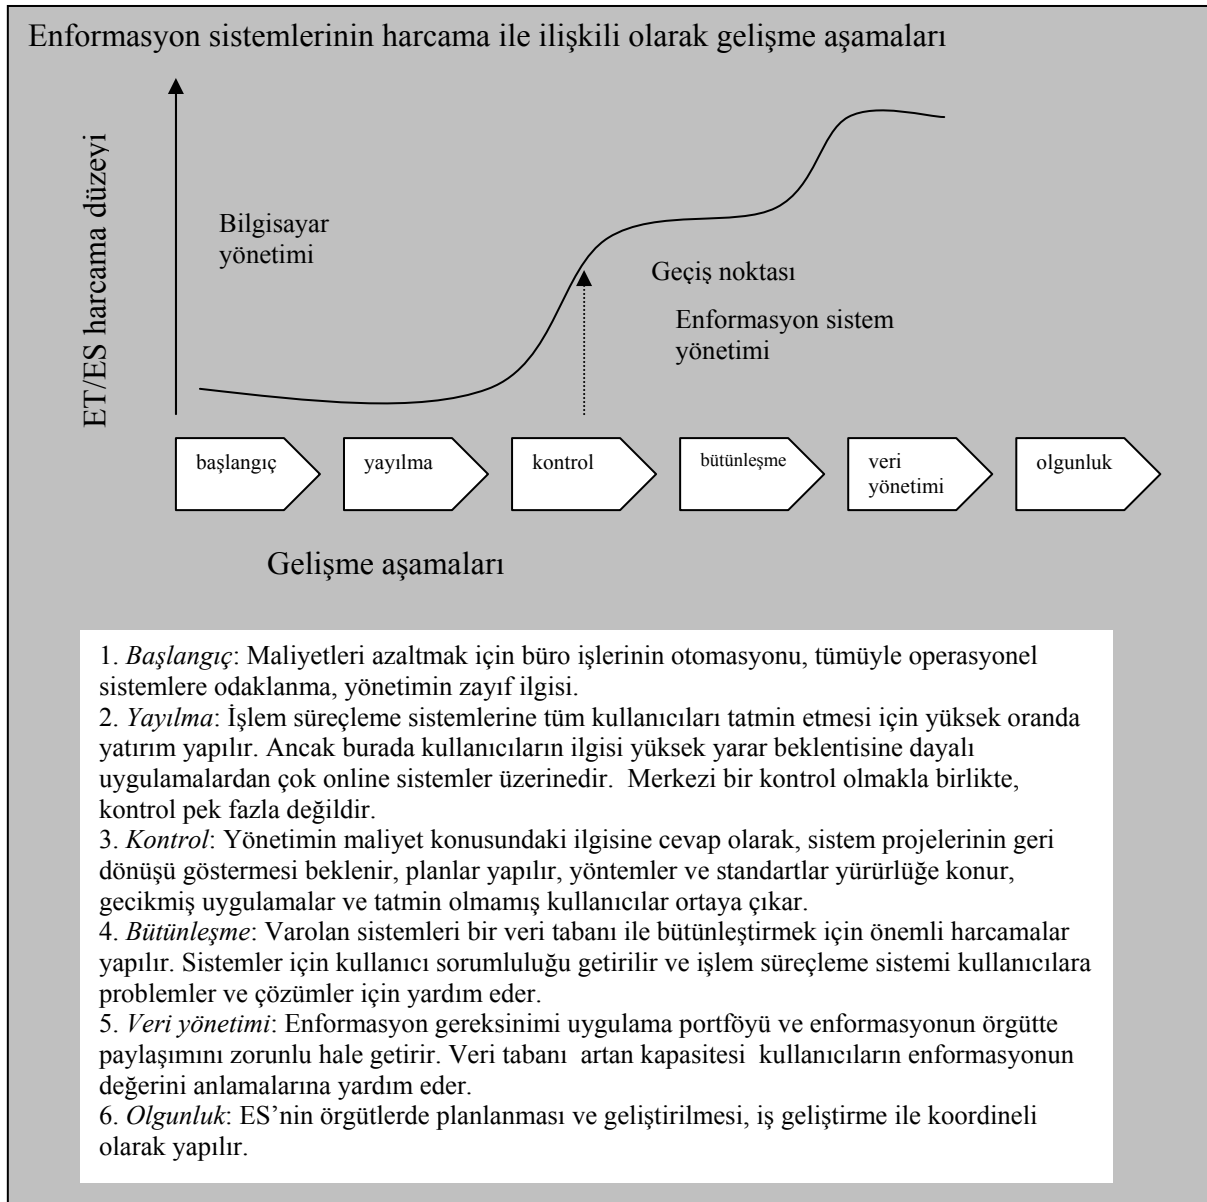 Enformasyon sistemlerinin harcama ile ilişkili olarak gelişme aşamaları
ET/ES harcama düzeyi
Bilgisayar
yönetimi
Geçiş noktası
Enformasyon sistem
yönetimi
başlangıç
yayılma
kontrol
bütünleşme
veri
yönetimi
olgunluk
Gelişme aşamaları
1. Başlangıç: Maliyetleri azaltmak için büro işlerinin otomasyonu, tümüyle operasyonel
sistemlere odaklanma, yönetimin zayıf ilgisi.
2. Yayılma: İşlem süreçleme sistemlerine tüm kullanıcıları tatmin etmesi için yüksek oranda
yatırım yapılır. Ancak burada kullanıcıların ilgisi yüksek yarar beklentisine dayalı
uygulamalardan çok online sistemler üzerinedir. Merkezi bir kontrol olmakla birlikte,
kontrol pek fazla değildir.
3. Kontrol: Yönetimin maliyet konusundaki ilgisine cevap olarak, sistem projelerinin geri
dönüşü göstermesi beklenir, planlar yapılır, yöntemler ve standartlar yürürlüğe konur,
gecikmiş uygulamalar ve tatmin olmamış kullanıcılar ortaya çıkar.
4. Bütünleşme: Varolan sistemleri bir veri tabanı ile bütünleştirmek için önemli harcamalar
yapılır. Sistemler için kullanıcı sorumluluğu getirilir ve işlem süreçleme sistemi kullanıcılara
problemler ve çözümler için yardım eder.
5. Veri yönetimi: Enformasyon gereksinimi uygulama portföyü ve enformasyonun örgütte
paylaşımını zorunlu hale getirir. Veri tabanı artan kapasitesi kullanıcıların enformasyonun
değerini anlamalarına yardım eder.
6. Olgunluk: ES’nin örgütlerde planlanması ve geliştirilmesi, iş geliştirme ile koordineli
olarak yapılır.